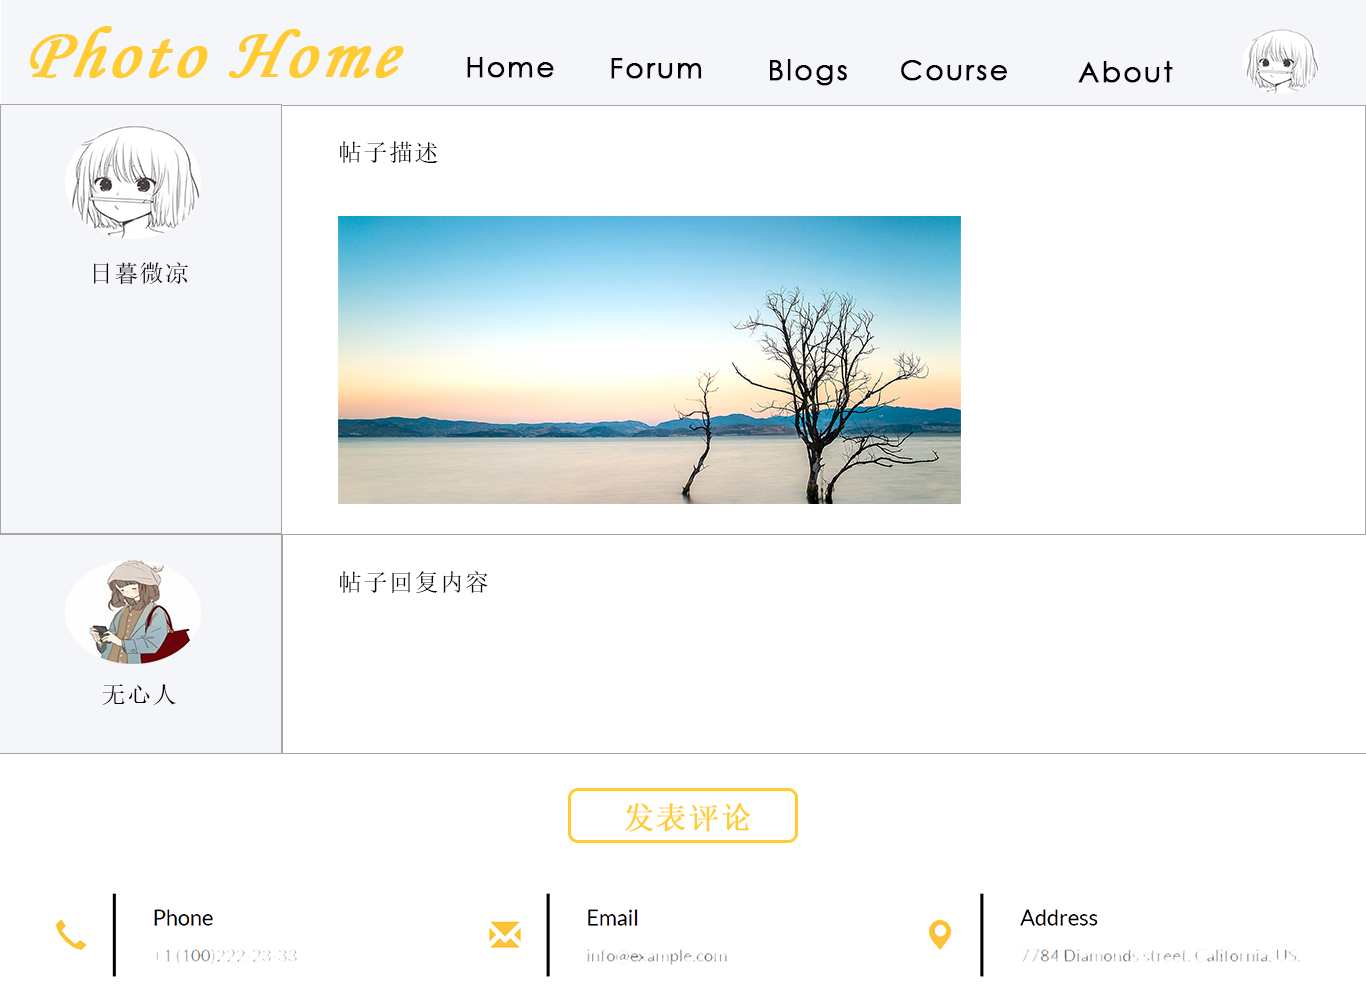 Photo Home
Home Forum Blogs Course About
帖子描述
日暮微凉
帖子回复内容
无心人
发表评论
Phone
+1 (100)222-23-33
Email
info@example.com
Address
7784 Diamonds street, California, US.